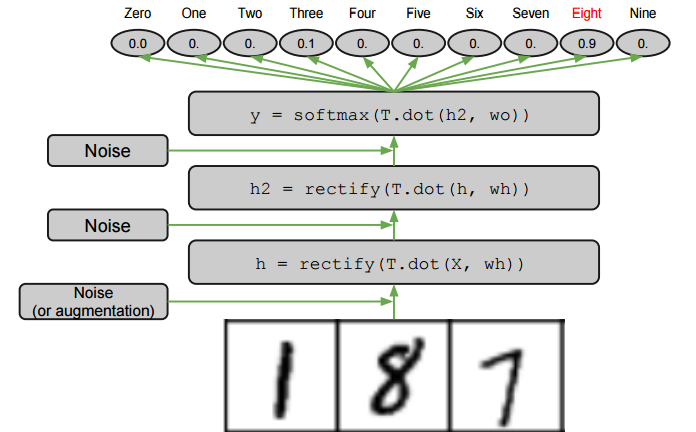 Zero One Two Three Four Five Six Seven Eight Nine
0.0 0. 0. 0.1 0. 0. 0. 0. 0.9 0.
y = softmax(T.dot(h2, wo))
Noise
h2 = rectify(T.dot(h, wh))
Noise
h = rectify(T.dot(X, wh))
Noise
(or augmentation)
1 8 7